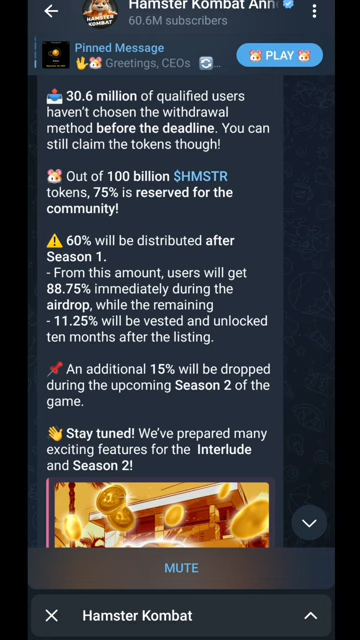 Hamster Kombat Ann
60.6M subscribers
Pinned Message
🖖🐹 Greetings, CEOs 🔄...
🐹 PLAY 🐹
📤 30.6 million of qualified users
haven't chosen the withdrawal
method before the deadline. You can
still claim the tokens though!
🐹 Out of 100 billion $HMSTR
tokens, 75% is reserved for the
community!
⚠️ 60% will be distributed after
Season 1.
- From this amount, users will get
88.75% immediately during the
airdrop, while the remaining
- 11.25% will be vested and unlocked
ten months after the listing.
📌 An additional 15% will be dropped
during the upcoming Season 2 of the
game.
👋 Stay tuned! We've prepared many
exciting features for the Interlude
and Season 2!
MUTE
Hamster Kombat